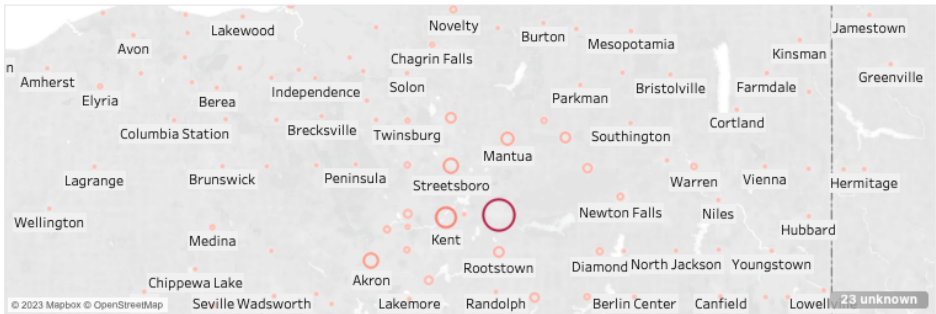 Novelty
Jamestown
Lakewood
Burton
Avon
Mesopotamia
Kinsman
Chagrin Falls
n
Amherst
Greenville
Solon
Independence
Bristolville
Farmdale
Elyria
Berea
Parkman
Cortland
Columbia Station
Brecksville
Twinsburg
Southington
Mantua
Lagrange
Brunswick
Peninsula
Streetsboro
Warren
Vienna
Hermitage
Wellington
Newton Falls
Niles
Hubbard
Medina
Kent
Rootstown
Diamond
North Jackson
Youngstown
Chippewa Lake
Akron
© 2023 Mapbox © OpenStreetMap
Seville
Wadsworth
Lakemore
Randolph
Berlin Center
Canfield
Lowellv
23 unknown